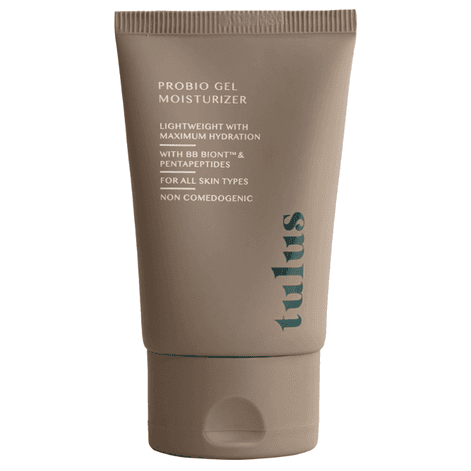 PROBIO GEL
MOISTURIZER
LIGHTWEIGHT WITH
MAXIMUM HYDRATION
WITH BB BIONT™ &
PENTAPEPTIDES
FOR ALL SKIN TYPES
NON COMEDOGENIC
tulus